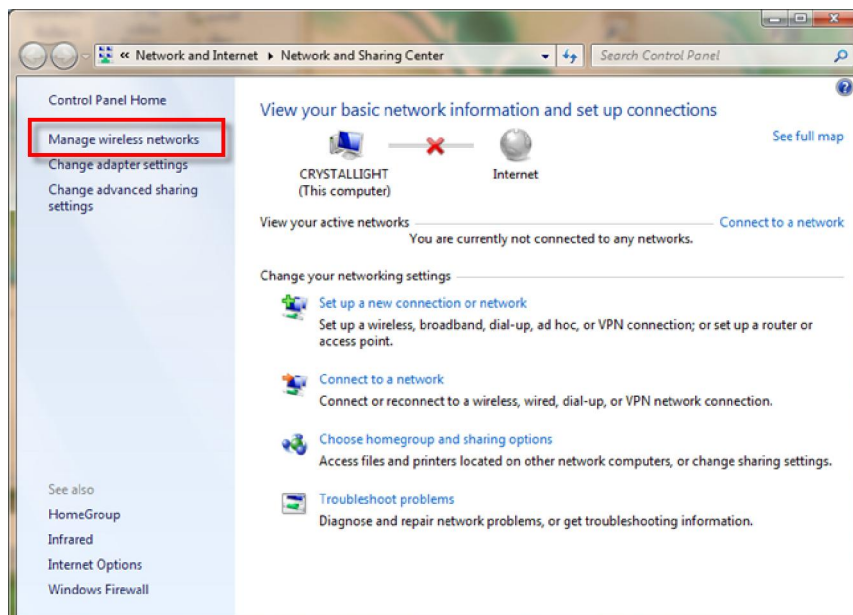 « Network and Internet ▸ Network and Sharing Center
Search Control Panel
Control Panel Home
Manage wireless networks
Change adapter settings
Change advanced sharing
settings
See also
HomeGroup
Infrared
Internet Options
Windows Firewall
View your basic network information and set up connections
See full map
CRYSTALLIGHT
(This computer)
Internet
View your active networks
Connect to a network
You are currently not connected to any networks.
Change your networking settings
Set up a new connection or network
Set up a wireless, broadband, dial-up, ad hoc, or VPN connection; or set up a router or
access point.
Connect to a network
Connect or reconnect to a wireless, wired, dial-up, or VPN network connection.
Choose homegroup and sharing options
Access files and printers located on other network computers, or change sharing settings.
Troubleshoot problems
Diagnose and repair network problems, or get troubleshooting information.